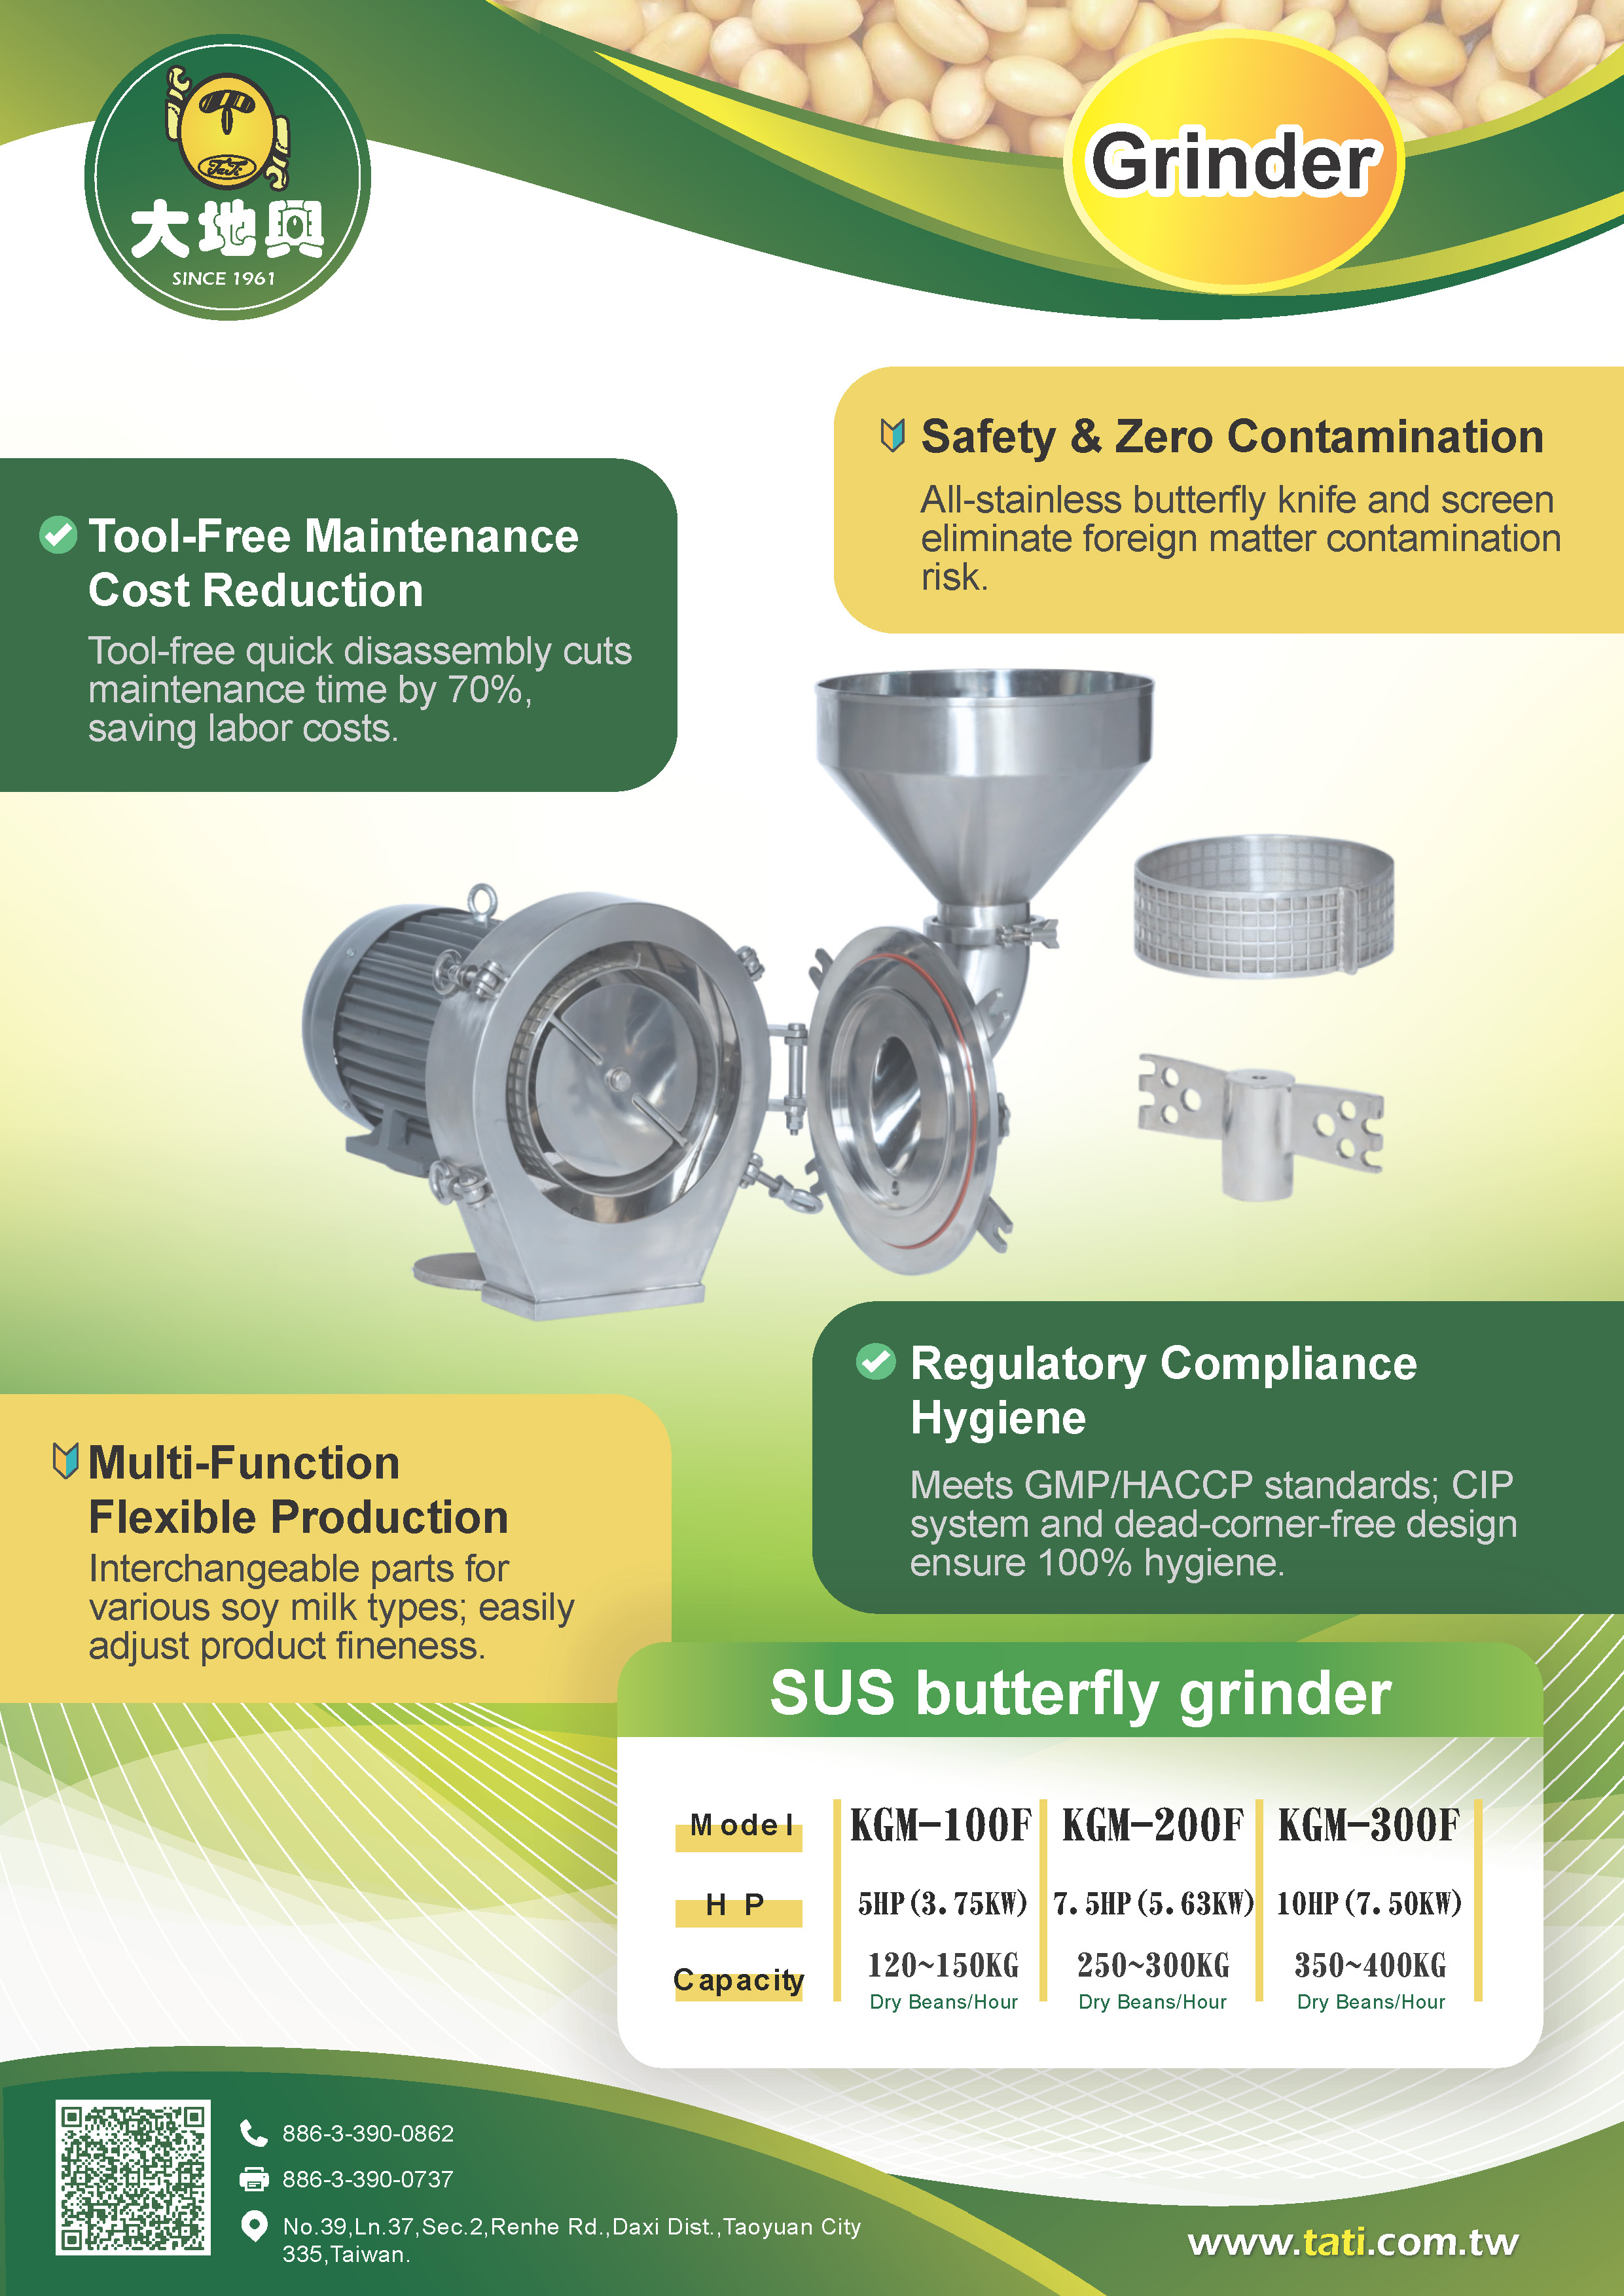 TaTi
大地興
SINCE 1961
Grinder
Safety & Zero Contamination
All-stainless butterfly knife and screen
eliminate foreign matter contamination
risk.
Tool-Free Maintenance
Cost Reduction
Tool-free quick disassembly cuts
maintenance time by 70%,
saving labor costs.
Regulatory Compliance
Hygiene
Meets GMP/HACCP standards; CIP
system and dead-corner-free design
ensure 100% hygiene.
Multi-Function
Flexible Production
Interchangeable parts for
various soy milk types; easily
adjust product fineness.
SUS butterfly grinder
Model KGM-100F KGM-200F KGM-300F
HP 5HP(3.75KW) 7.5HP(5.63KW) 10HP(7.50KW)
Capacity 120~150KG 250~300KG 350~400KG
Dry Beans/Hour Dry Beans/Hour Dry Beans/Hour
886-3-390-0862
886-3-390-0737
No.39,Ln.37,Sec.2,Renhe Rd.,Daxi Dist.,Taoyuan City
335,Taiwan.
www.tati.com.tw